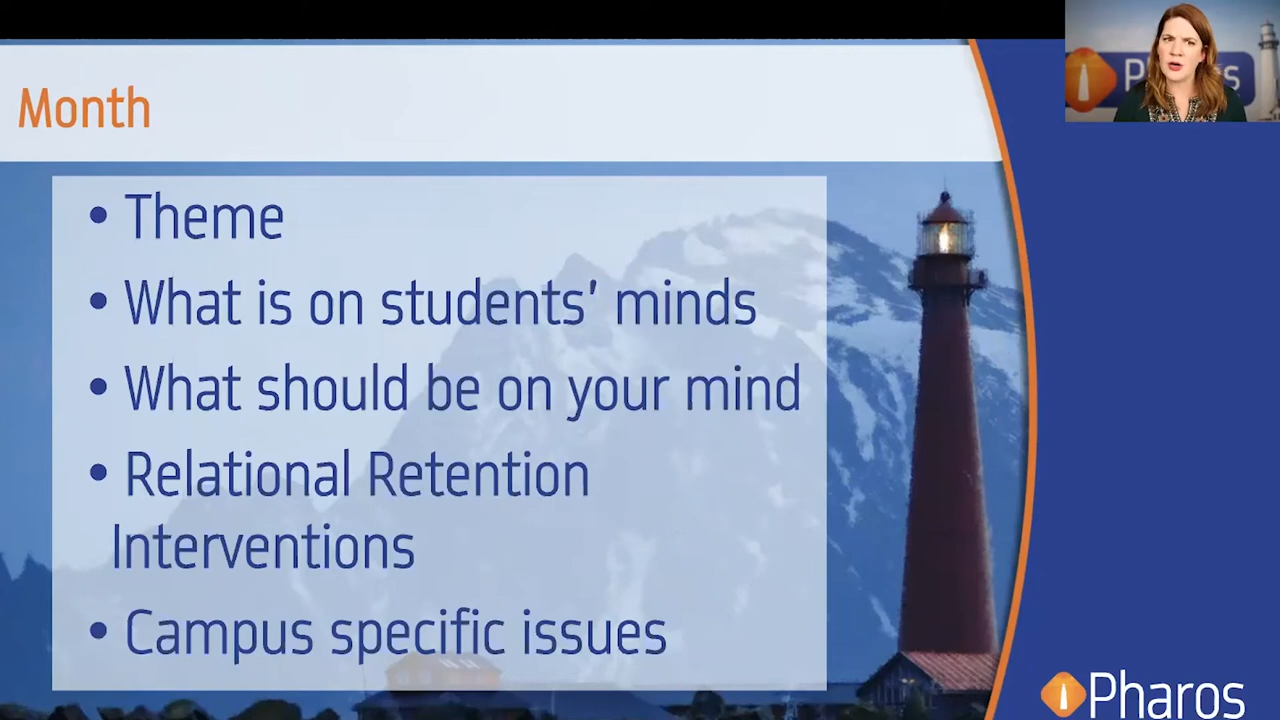 Month
• Theme
• What is on students’ minds
• What should be on your mind
• Relational Retention
Interventions
• Campus specific issues
Pharos